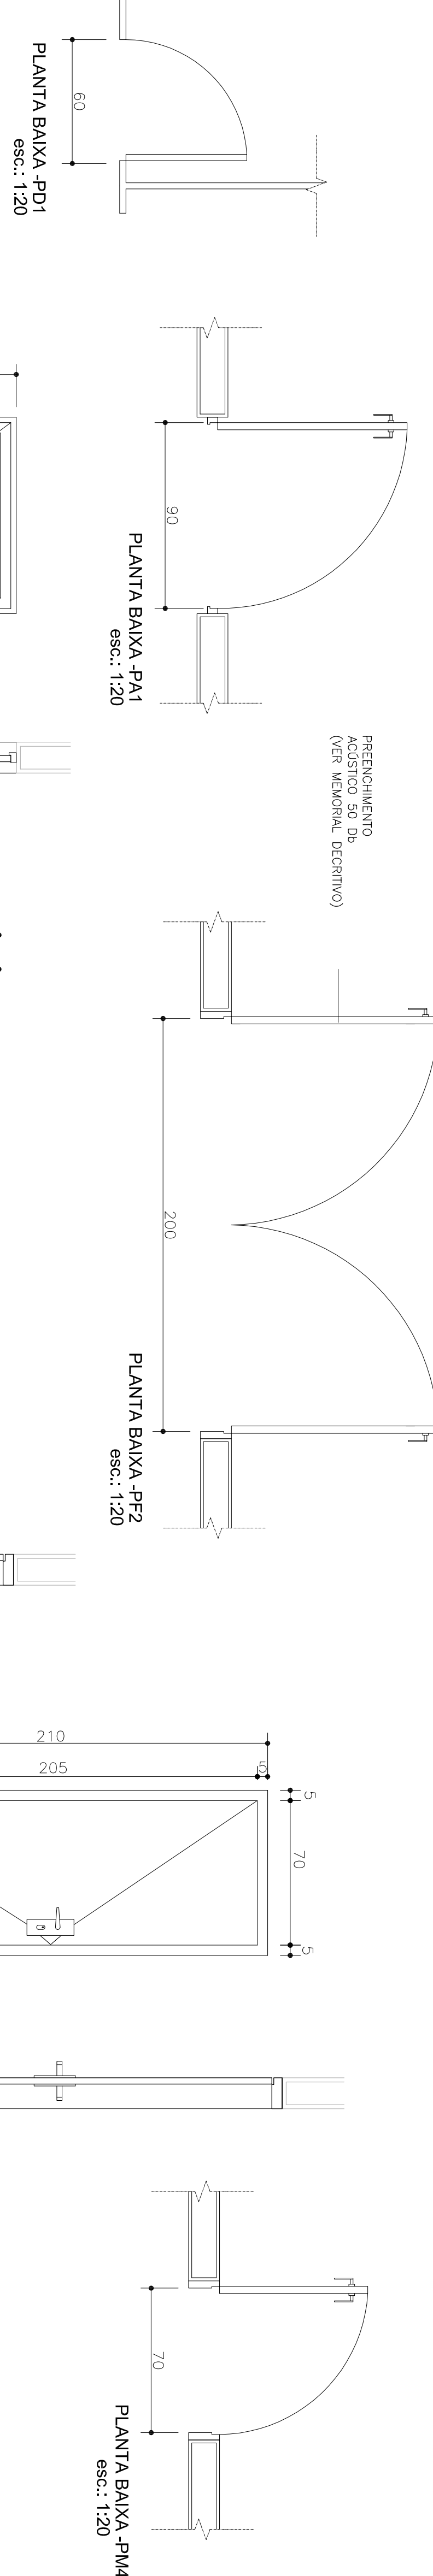 60
PLANTA BAIXA -PD1
esc.: 1:20
90
PLANTA BAIXA -PA1
esc.: 1:20
PREENCHIMENTO
ACÚSTICO 50 Db
(VER MEMORIAL DECRITIVO)
200
PLANTA BAIXA -PF2
esc.: 1:20
210
205
5
5
70
5
70
PLANTA BAIXA -PM4
esc.: 1:20